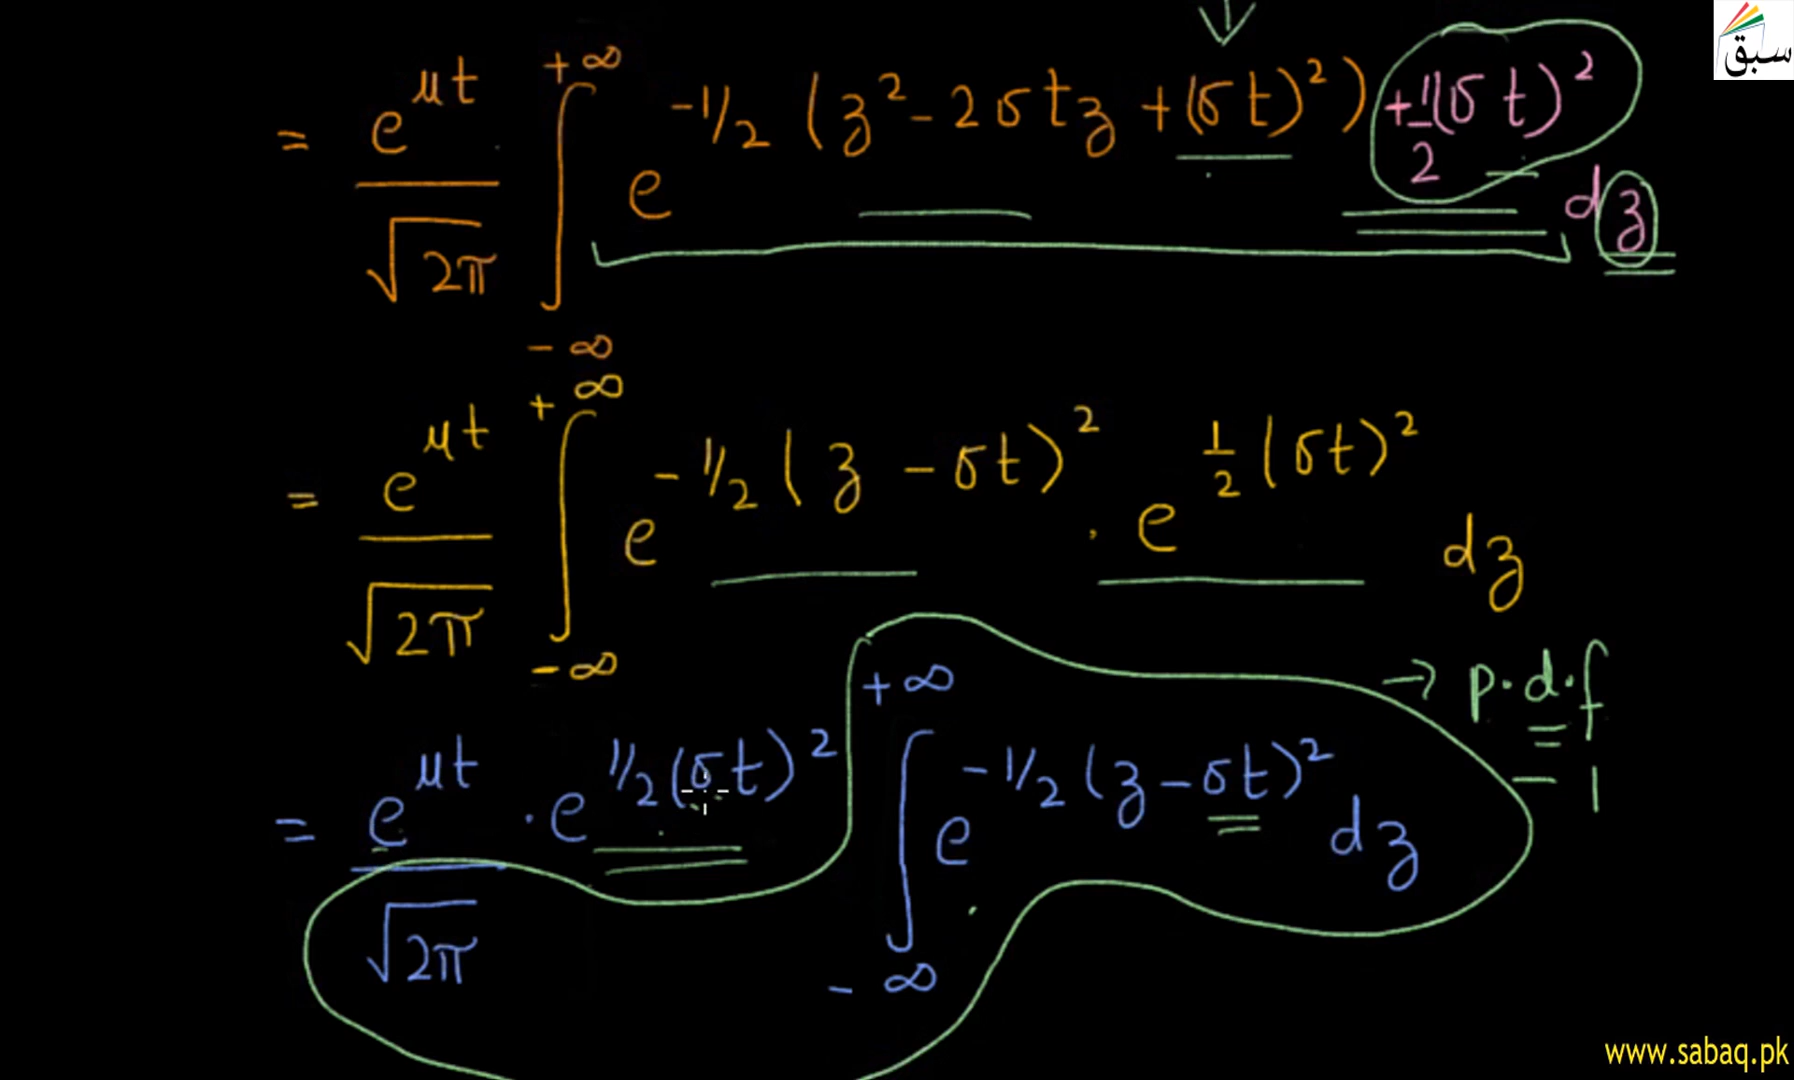 سبق
= e^{μt}/√2π ∫_{-∞}^{+∞} e^{-1/2 (z² - 2σtz + (σt)²) + 1/2 (σt)²} dz
= e^{μt}/√2π ∫_{-∞}^{+∞} e^{-1/2 (z - σt)²} . e^{1/2 (σt)²} dz
→ p.d.f
= e^{μt}/√2π . e^{1/2 (σt)²} ∫_{-∞}^{+∞} e^{-1/2 (z - σt)²} dz = 1
www.sabaq.pk